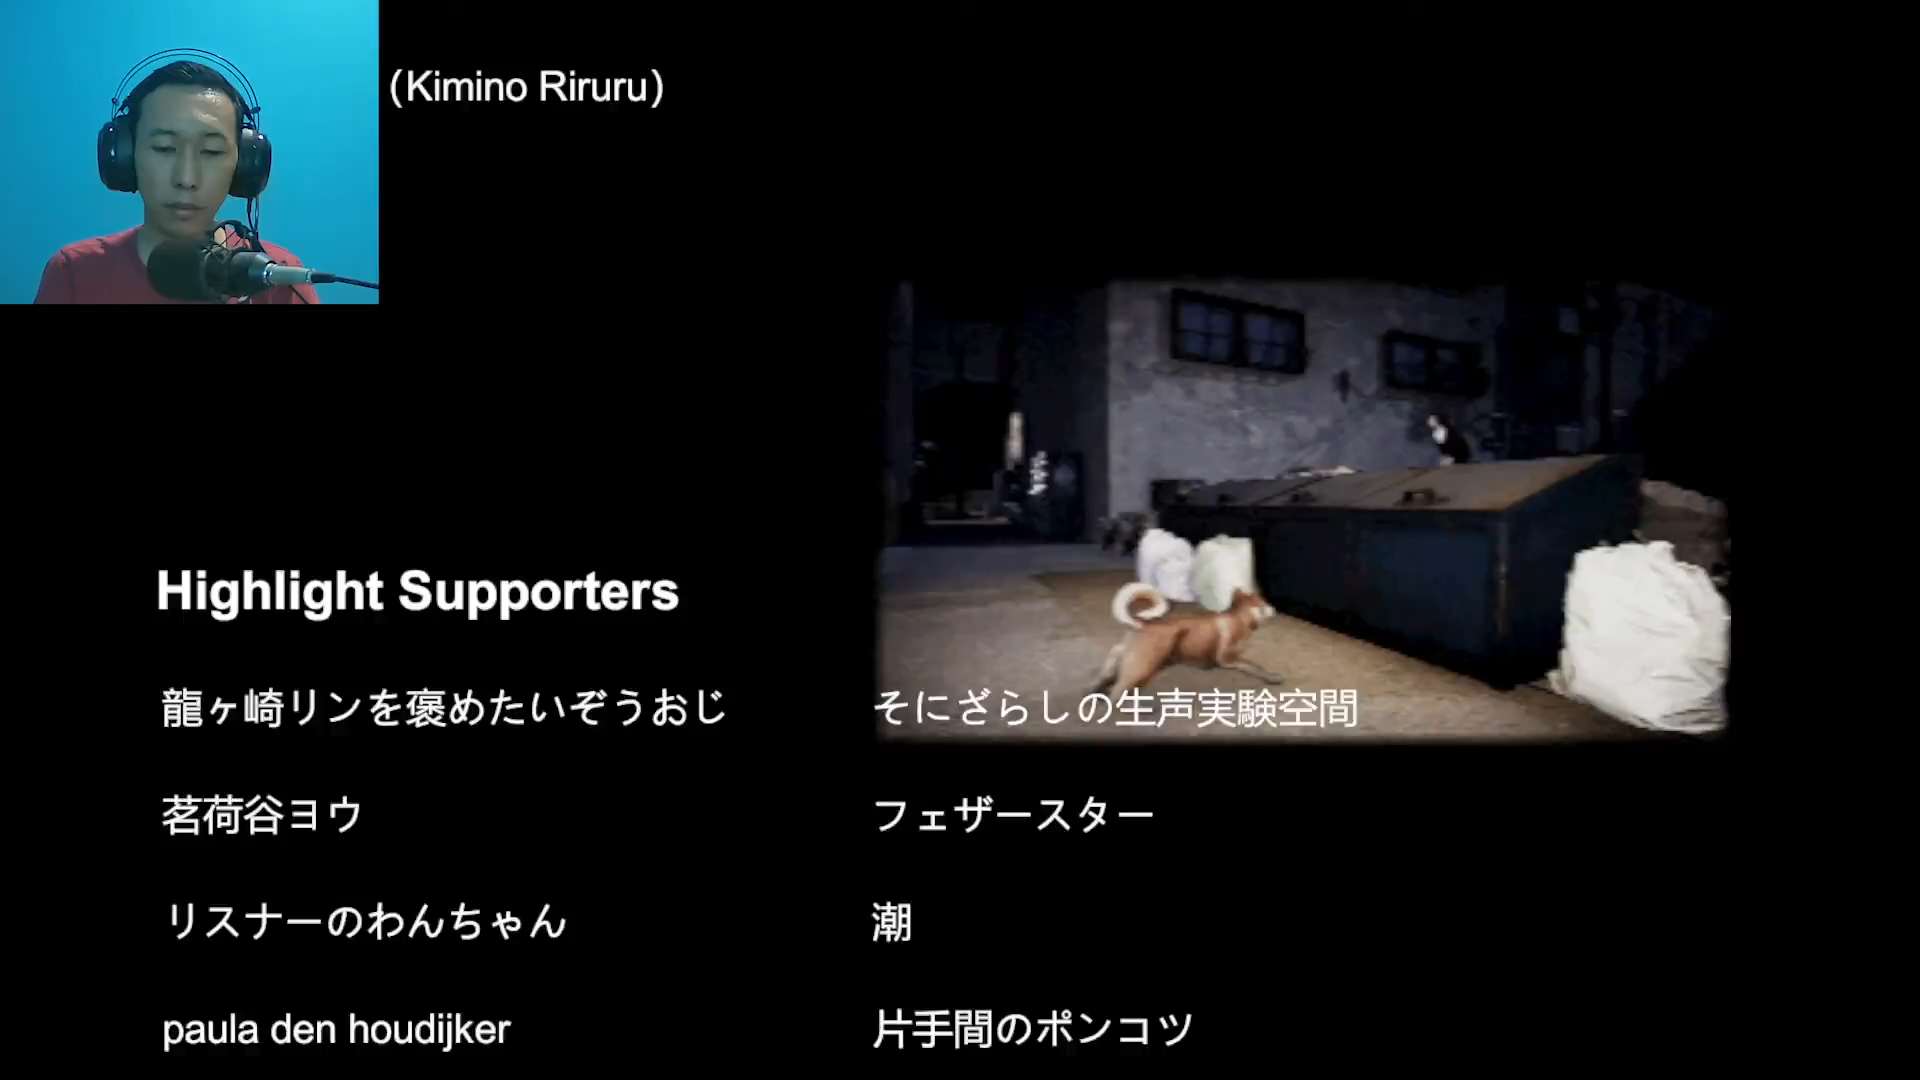 (Kimino Riruru)
Highlight Supporters
龍ヶ崎リンを褒めたいぞうおじ
そにざらしの生声実験空間
茗荷谷ヨウ
フェザースター
リスナーのわんちゃん
潮
paula den houdijker
片手間のポンコツ